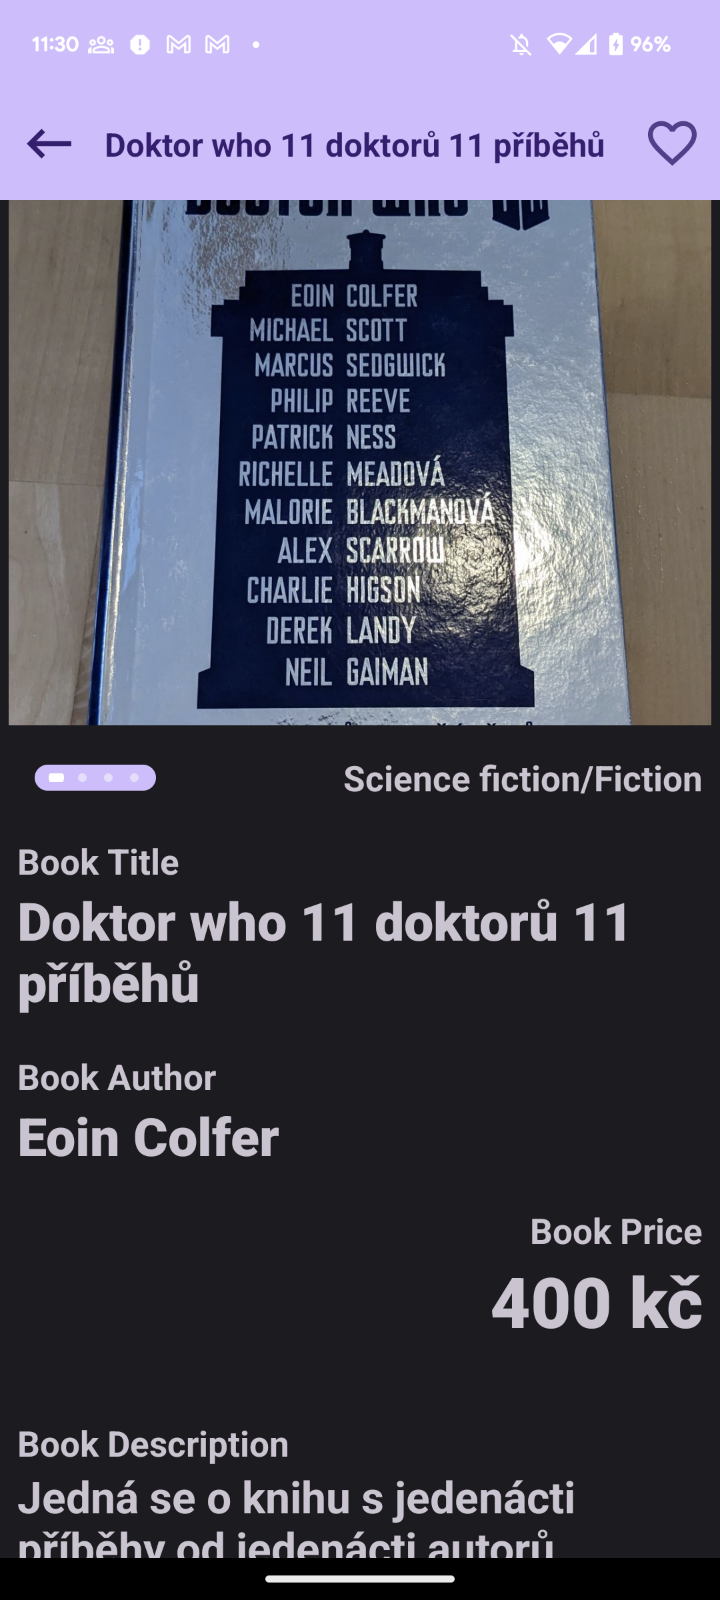 11:30
96%
Doktor who 11 doktorů 11 příběhů
DOCTOR WHO
EOIN COLFER
MICHAEL SCOTT
MARCUS SEDGWICK
PHILIP REEVE
PATRICK NESS
RICHELLE MEADOVÁ
MALORIE BLACKMANOVÁ
ALEX SCARROW
CHARLIE HIGSON
DEREK LANDY
NEIL GAIMAN
Science fiction/Fiction
Book Title
Doktor who 11 doktorů 11
příběhů
Book Author
Eoin Colfer
Book Price
400 kč
Book Description
Jedná se o knihu s jedenácti
příběhy od jedenácti autorů